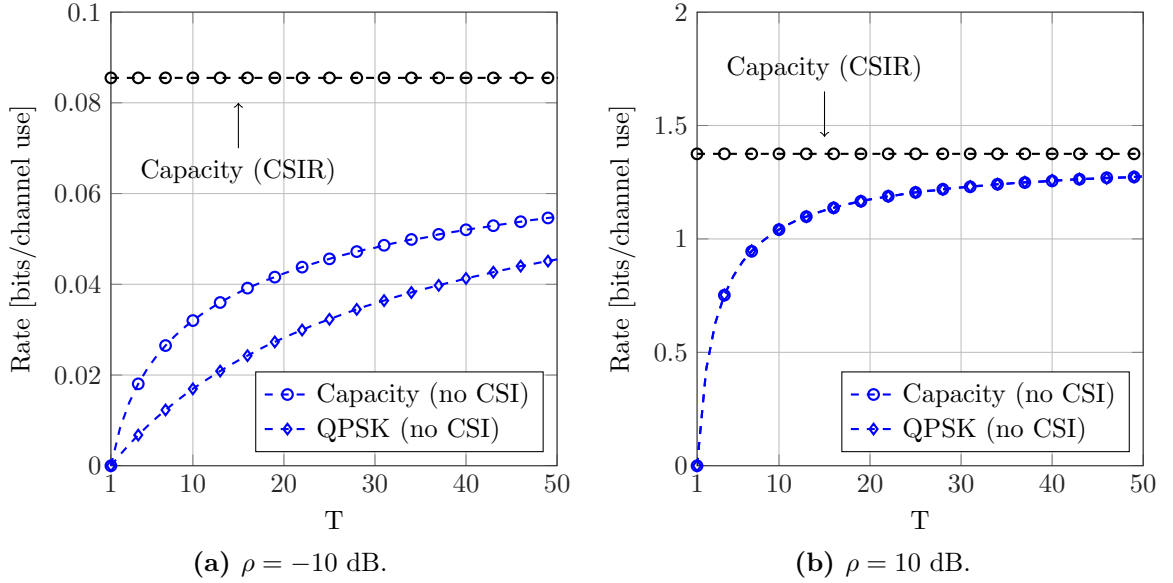 0.1
0.08
0.06
0.04
0.02
0
1
10
20
30
40
50
Rate [bits/channel use]
T
Capacity (CSIR)
Capacity (no CSI)
QPSK (no CSI)
(a) ρ = −10 dB.
2
1.5
1
0.5
0
1
10
20
30
40
50
Rate [bits/channel use]
T
Capacity (CSIR)
Capacity (no CSI)
QPSK (no CSI)
(b) ρ = 10 dB.